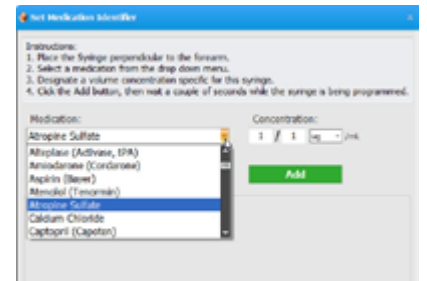 Set Medication Identifier
Instructions:
1. Place the Syringe perpendicular to the forearm.
2. Select a medication from the drop down menu.
3. Designate a volume concentration specific for this syringe.
4. Click the Add button, then wait a couple of seconds while the syringe is being programmed.
Medication: Concentration:
Atropine Sulfate 1 / 1 /mL
Alteplase (Activase, tPA)
Amiodarone (Cordarone)
Aspirin (Bayer)
Add
Atenolol (Tenormin)
Atropine Sulfate
Calcium Chloride
Captopril (Capoten)